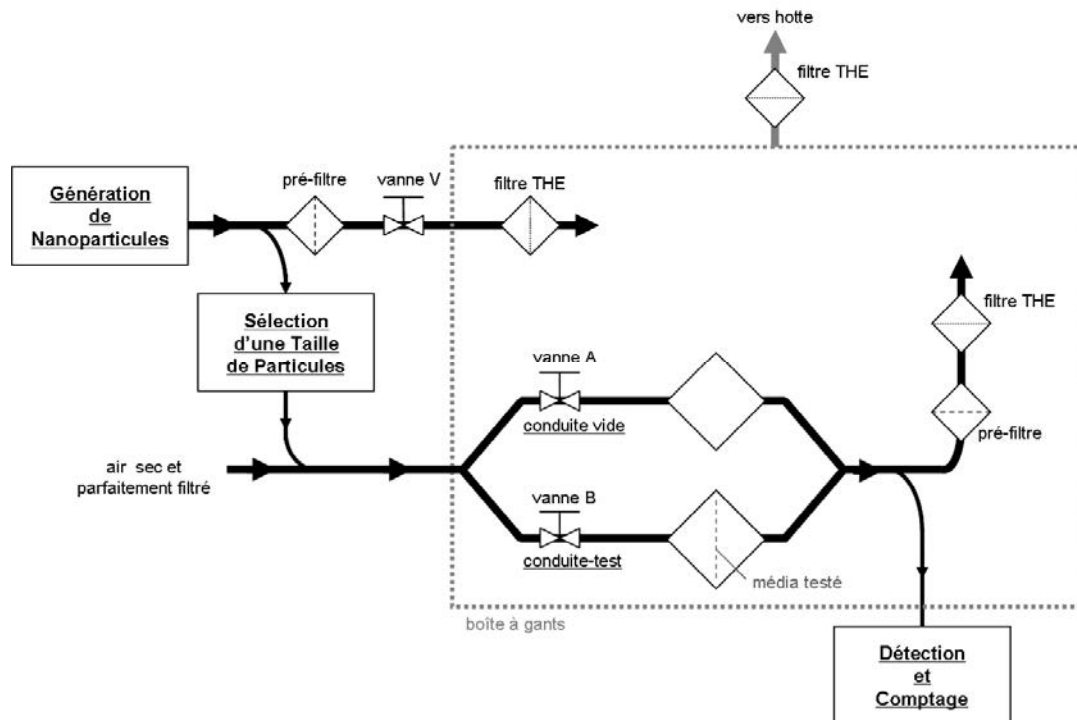 vers hotte
filtre THE
Génération
de
Nanoparticules
pré-filtre
vanne V
filtre THE
Sélection
d'une Taille
de Particules
filtre THE
vanne A
conduite vide
pré-filtre
air sec et
parfaitement filtré
vanne B
conduite-test
média testé
boîte à gants
Détection
et
Comptage